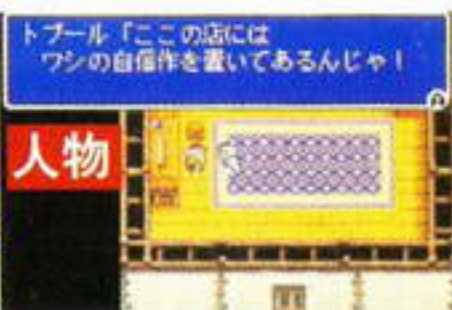 トブール「ここの店には
ワシの自信作を置いてあるんじゃ！
人物